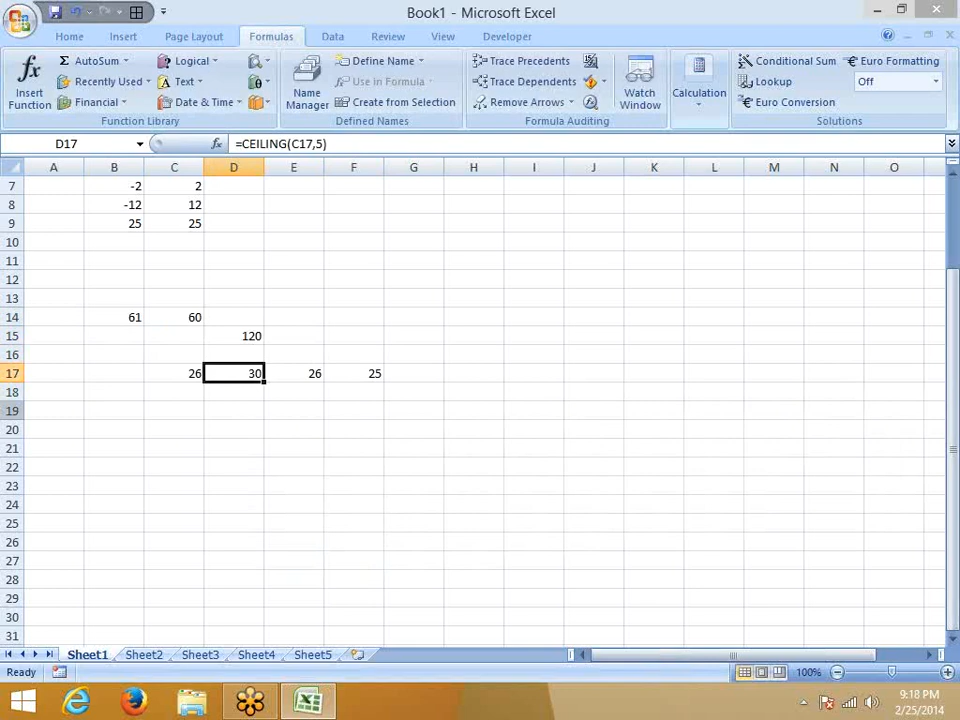 Book1 - Microsoft Excel
Home Insert Page Layout Formulas Data Review View Developer
fx Insert Function
Σ AutoSum
Recently Used
Financial
Logical
Text
Date & Time
θ
Function Library
Name Manager
Define Name
Use in Formula
Create from Selection
Defined Names
Trace Precedents
Trace Dependents
Remove Arrows
Watch Window
Formula Auditing
Calculation
Conditional Sum
Lookup
Euro Conversion
€ Euro Formatting
Off
Solutions
D17 fx =CEILING(C17,5)
A B C D E F G H I J K L M N O
7 -2 2
8 -12 12
9 25 25
10
11
12
13
14 61 60
15 120
16
17 26 30 26 25
18
19
20
21
22
23
24
25
26
27
28
29
30
31
Sheet1 Sheet2 Sheet3 Sheet4 Sheet5
Ready 100%
9:18 PM
2/25/2014